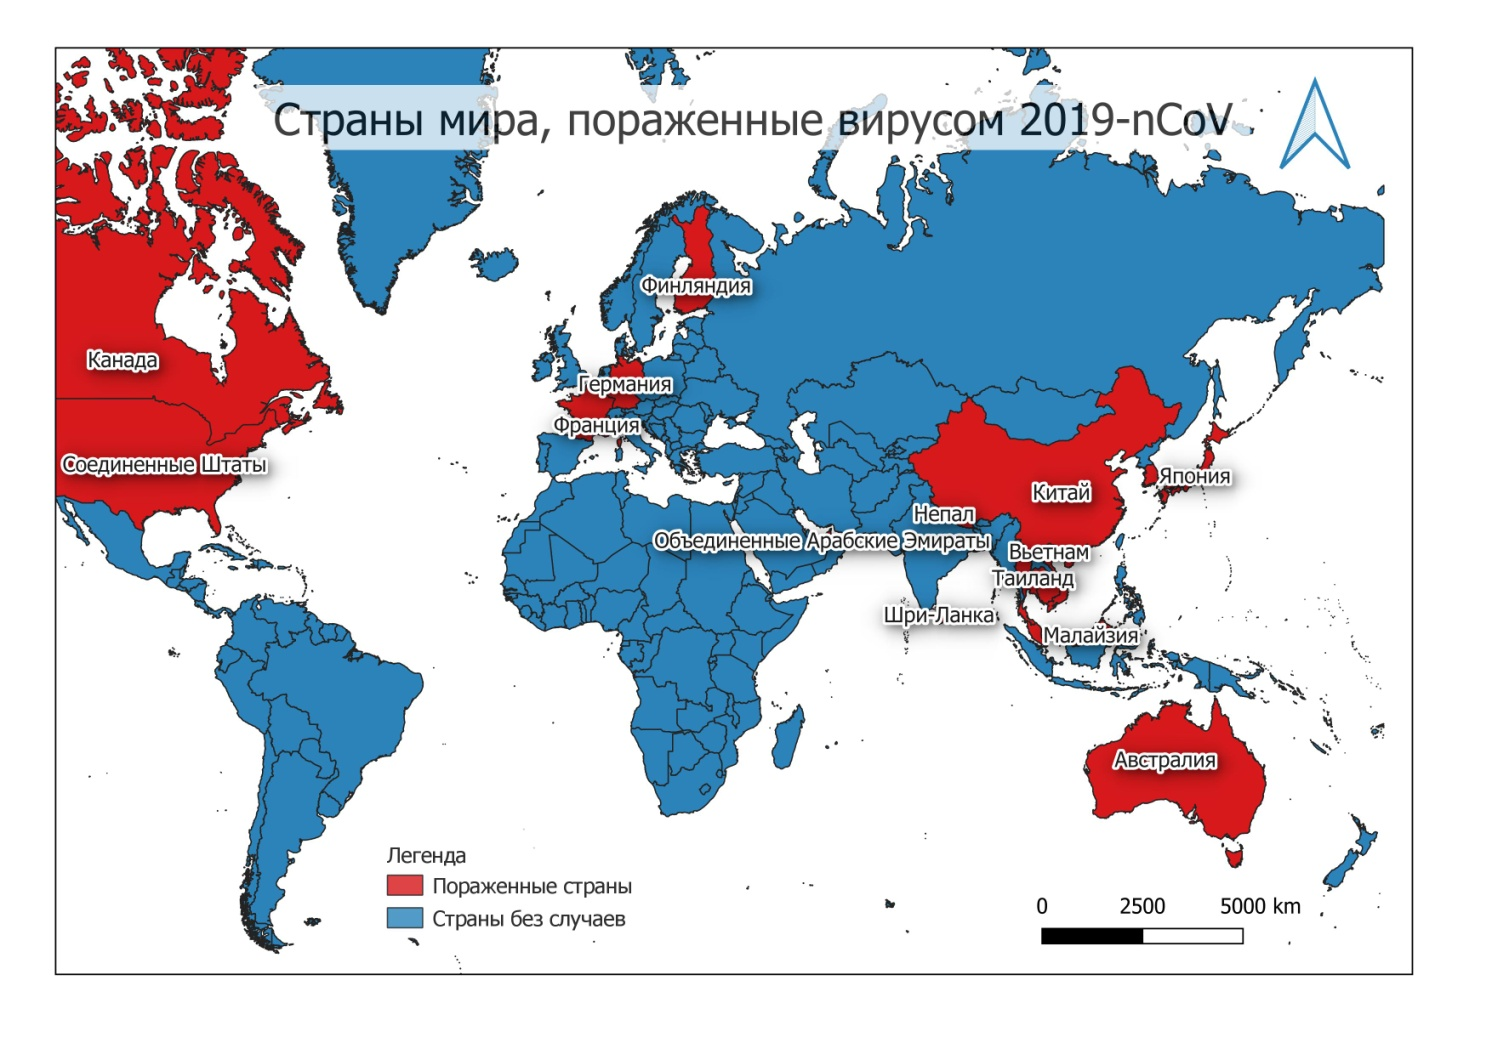 Страны мира, пораженные вирусом 2019-nCoV
Финляндия
Канада
Германия
Франция
Соединенные Штаты
Япония
Китай
Непал
Объединенные Арабские Эмираты
Вьетнам
Таиланд
Шри-Ланка
Малайзия
Австралия
Легенда
Пораженные страны
Страны без случаев
0 2500 5000 km